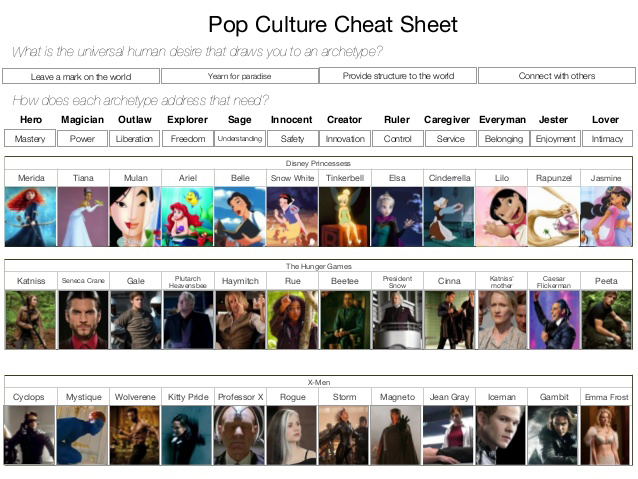 Pop Culture Cheat Sheet
What is the universal human desire that draws you to an archetype?
Leave a mark on the world Yearn for paradise Provide structure to the world Connect with others
How does each archetype address that need?
Hero Magician Outlaw Explorer Sage Innocent Creator Ruler Caregiver Everyman Jester Lover
Mastery Power Liberation Freedom Understanding Safety Innovation Control Service Belonging Enjoyment Intimacy
Disney Princessess
Merida Tiana Mulan Ariel Belle Snow White Tinkerbell Elsa Cinderrella Lilo Rapunzel Jasmine
The Hunger Games
Katniss Seneca Crane Gale Plutarch Heavensbee Haymitch Rue Beetee President Snow Cinna Katniss' mother Caesar Flickerman Peeta
X-Men
Cyclops Mystique Wolverene Kitty Pride Professor X Rogue Storm Magneto Jean Gray Iceman Gambit Emma Frost